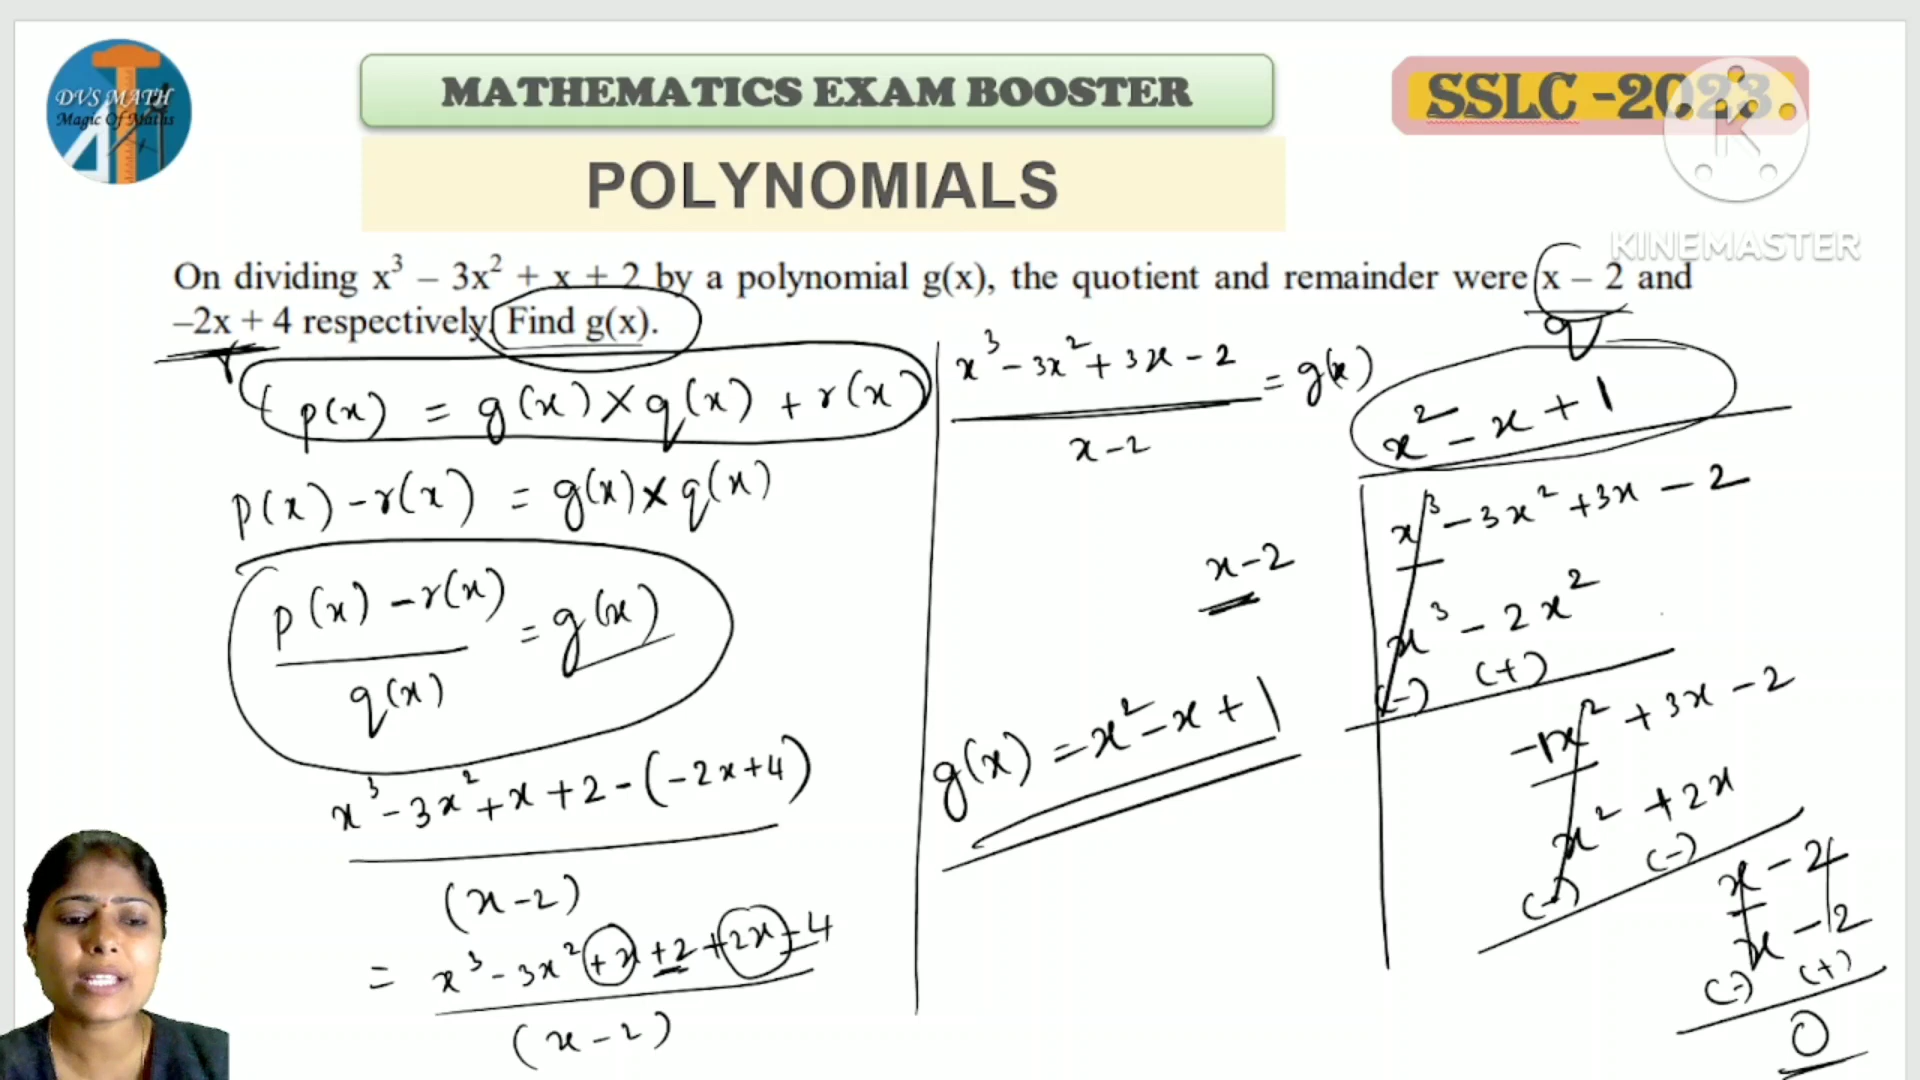 DVS MATH
Magic Of Maths
MATHEMATICS EXAM BOOSTER
SSLC -2023
K
KINEMASTER
POLYNOMIALS
On dividing x³ – 3x² + x + 2 by a polynomial g(x), the quotient and remainder were x – 2 and
–2x + 4 respectively. Find g(x).
r
q
p(x) = g(x) × q(x) + r(x)
p(x) - r(x) = g(x) × q(x)
p(x) - r(x)
= g(x)
q(x)
x³ - 3x² + x + 2 - (-2x+4)
(x-2)
= x³ - 3x² + x + 2 + 2x - 4
(x-2)
x³ - 3x² + 3x - 2
= g(x)
x-2
x-2
g(x) = x² - x + 1
x² - x + 1
x³ - 3x² + 3x - 2
x³ - 2x²
(-) (+)
-1x² + 3x - 2
x² + 2x
(-) (-)
x - 2
x - 2
(-) (+)
0